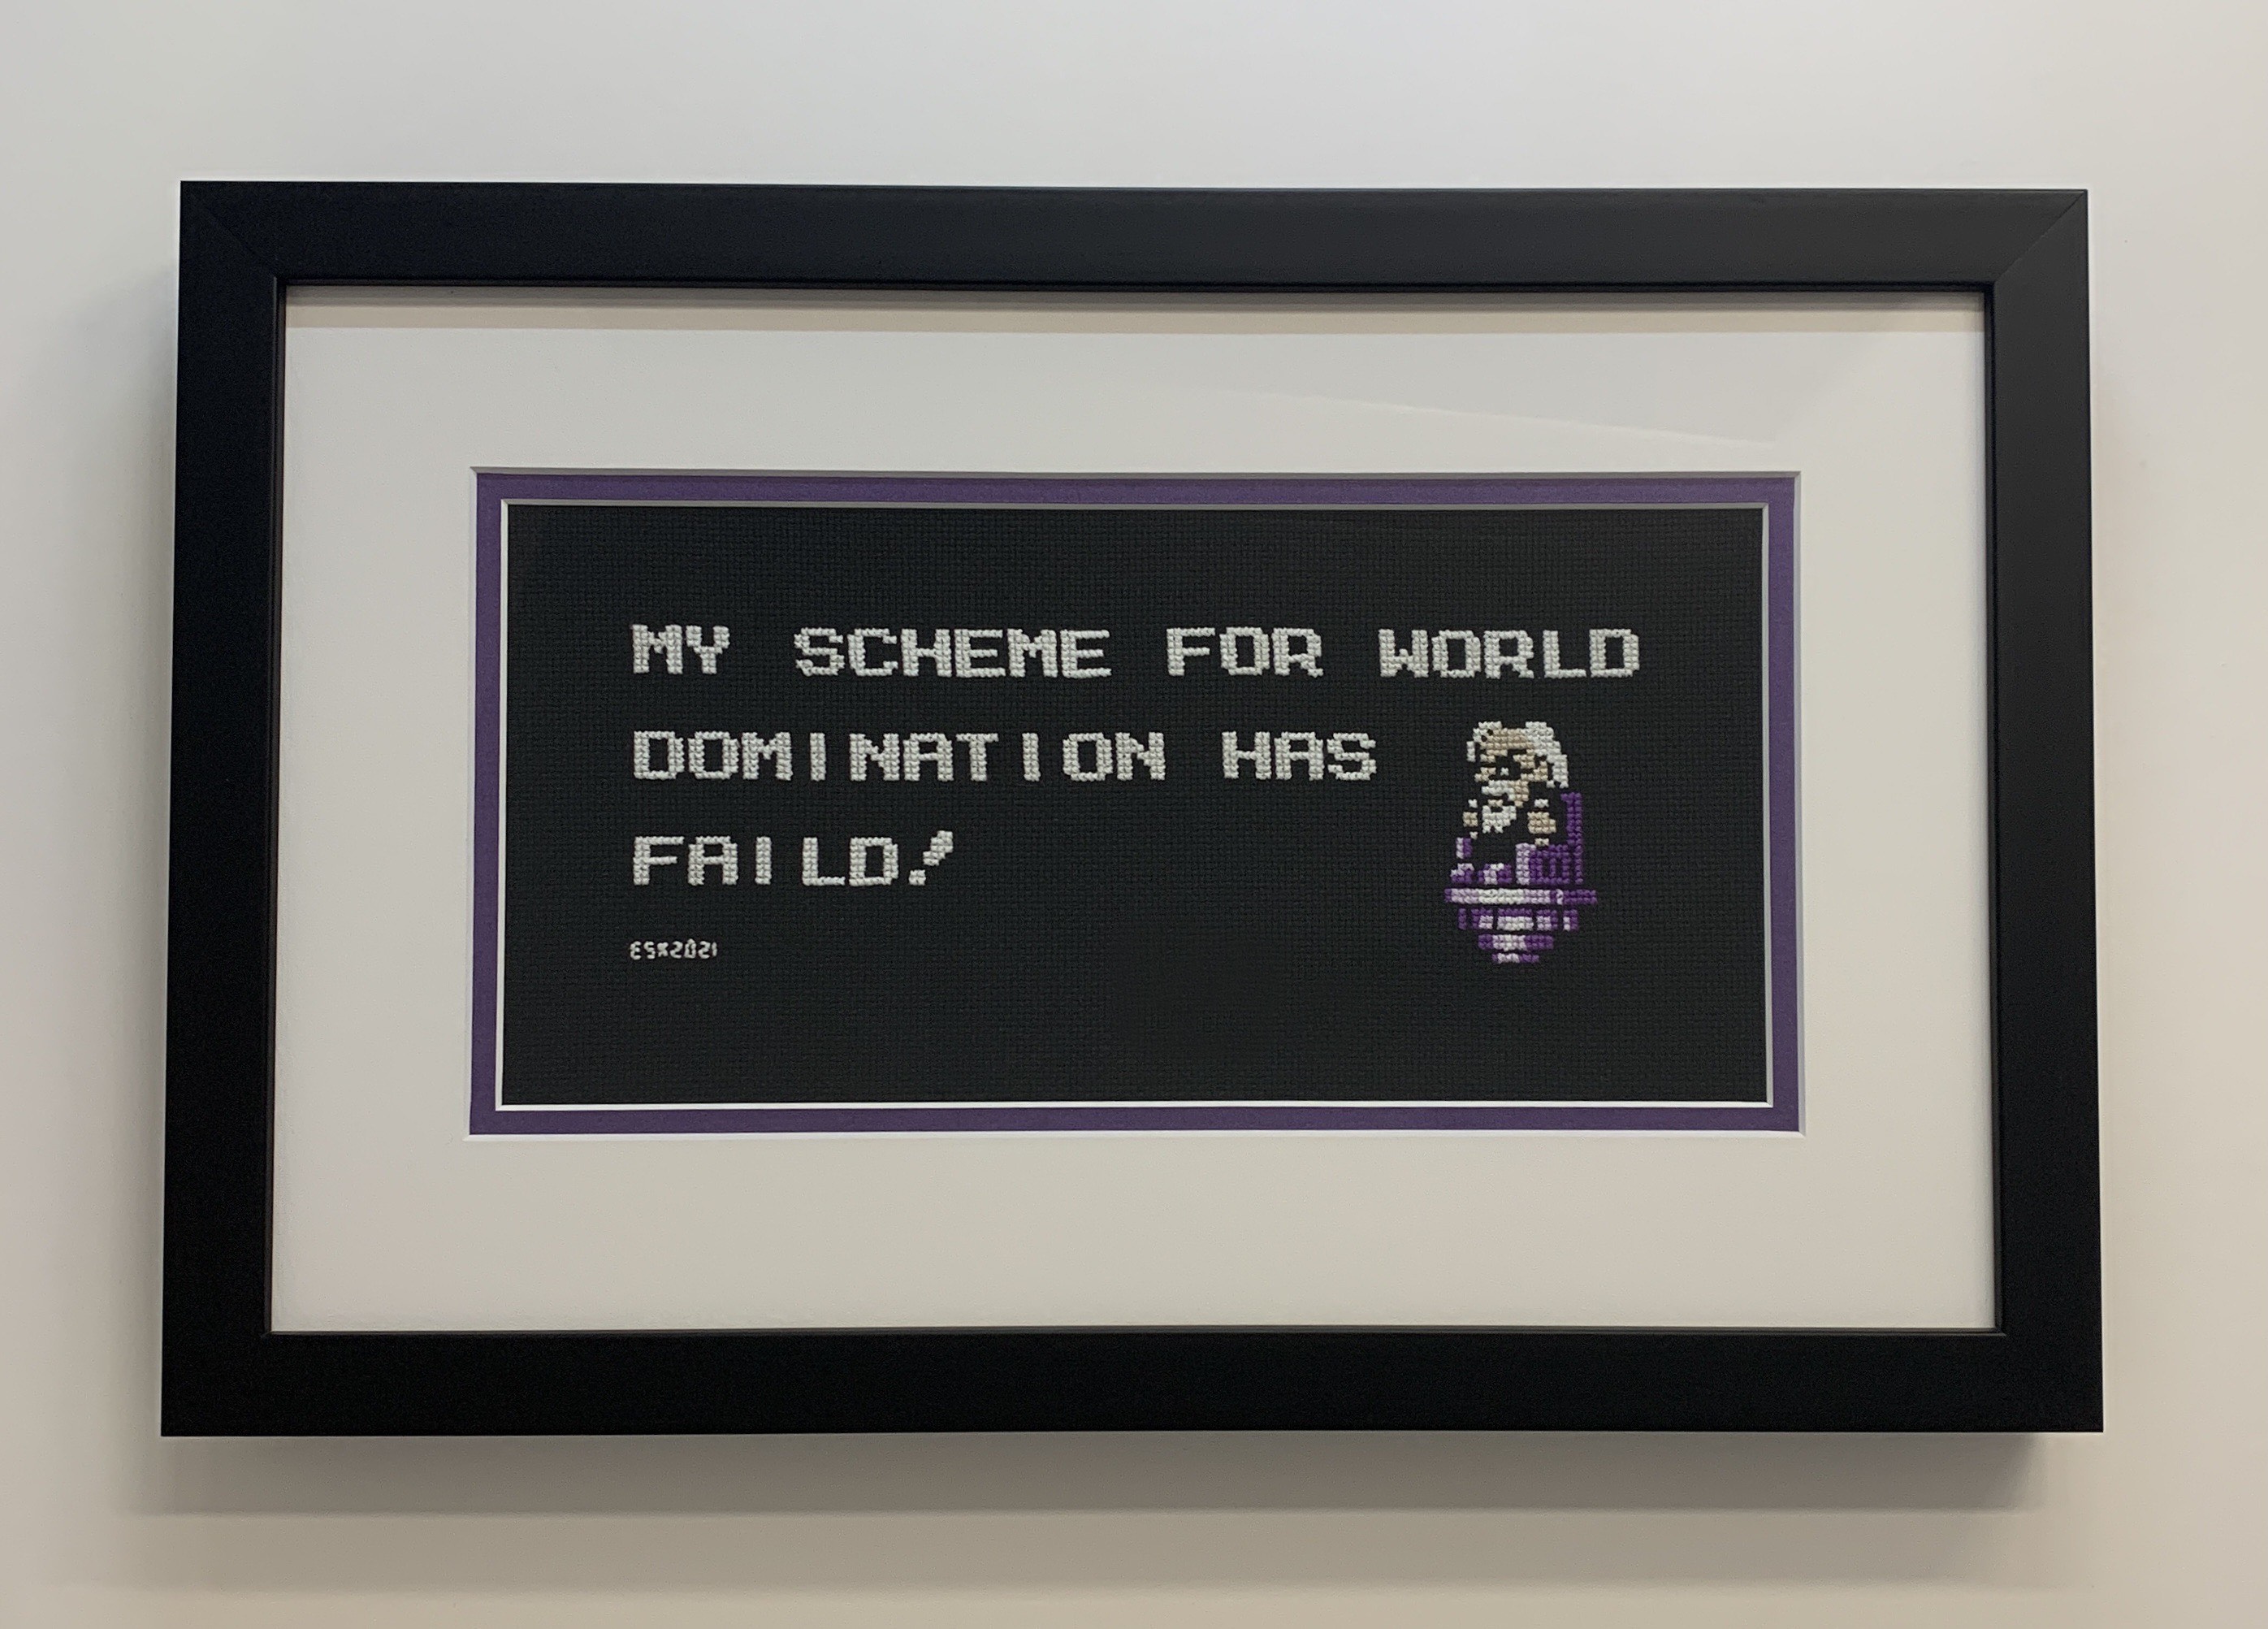 MY SCHEME FOR WORLD
DOMINATION HAS
FAILD!
ES*2021